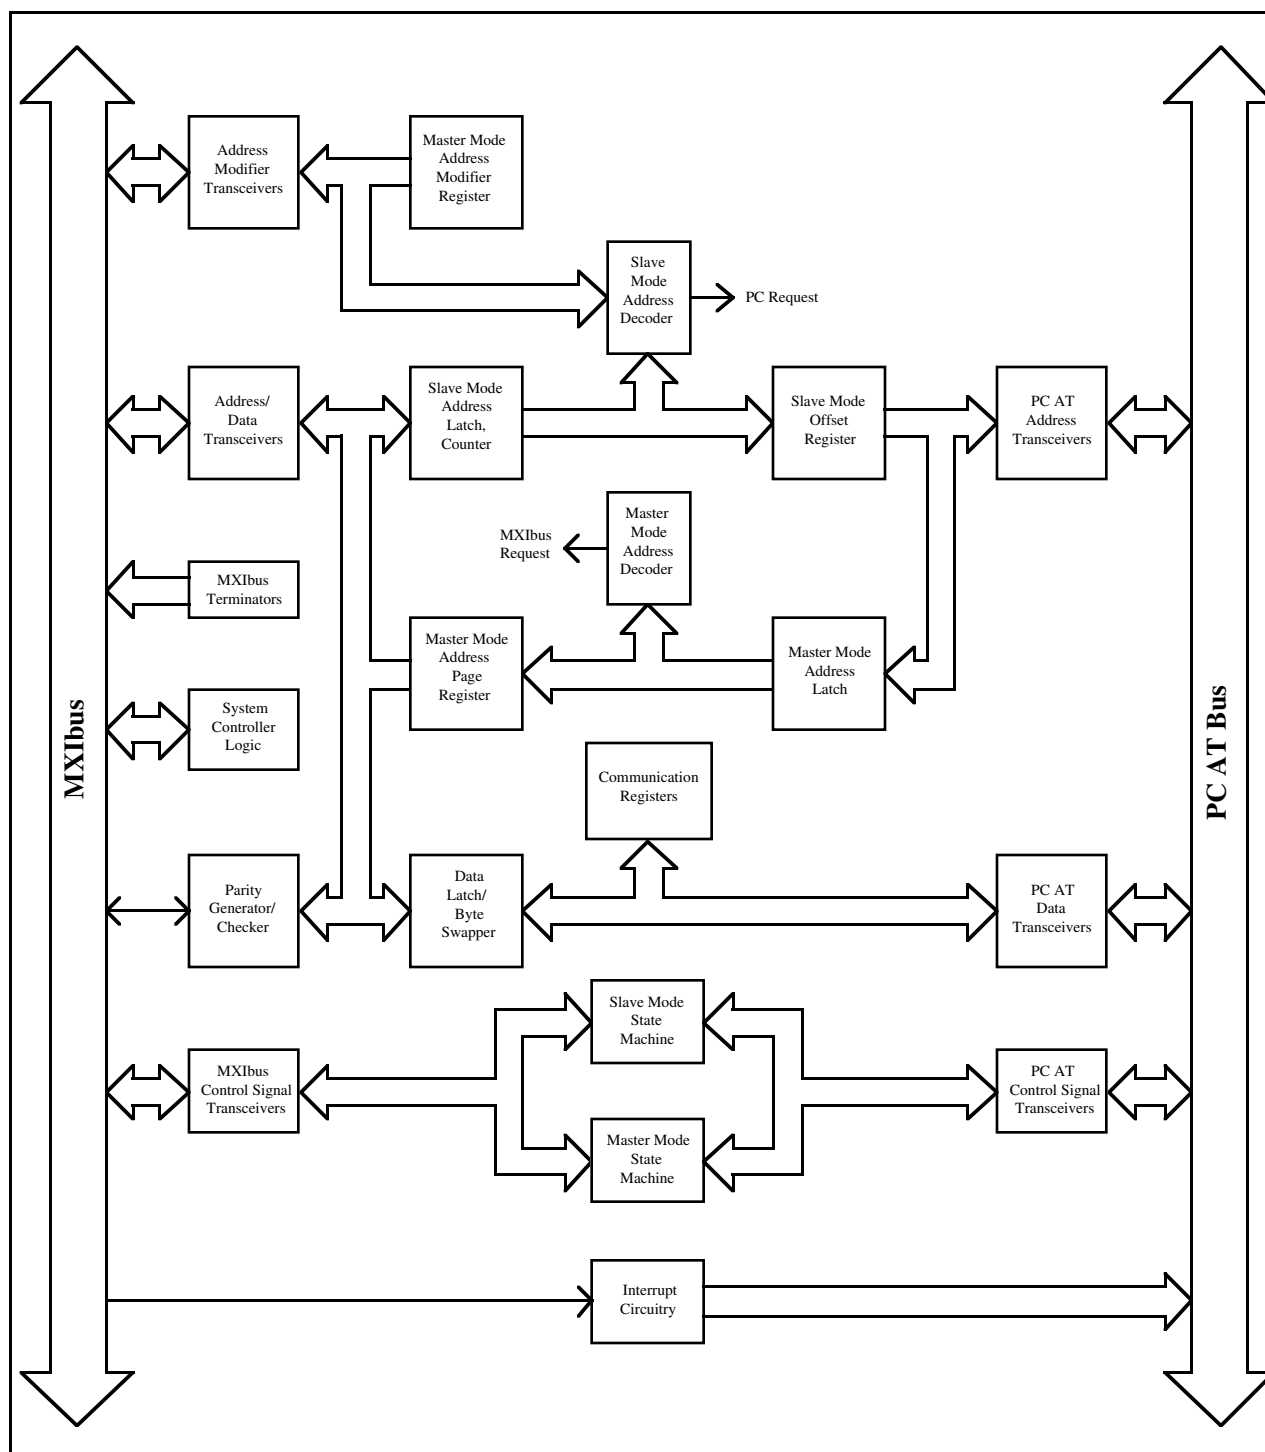 Address
Modifier
Transceivers
Master Mode
Address
Modifier
Register
Slave
Mode
Address
Decoder
PC Request
Address/
Data
Transceivers
Slave Mode
Address
Latch,
Counter
Slave Mode
Offset
Register
PC AT
Address
Transceivers
MXIbus
Request
Master
Mode
Address
Decoder
MXIbus
Terminators
Master Mode
Address
Page
Register
Master Mode
Address
Latch
MXIbus
System
Controller
Logic
PC AT Bus
Communication
Registers
Parity
Generator/
Checker
Data
Latch/
Byte
Swapper
PC AT
Data
Transceivers
Slave Mode
State
Machine
MXIbus
Control Signal
Transceivers
PC AT
Control Signal
Transceivers
Master Mode
State
Machine
Interrupt
Circuitry